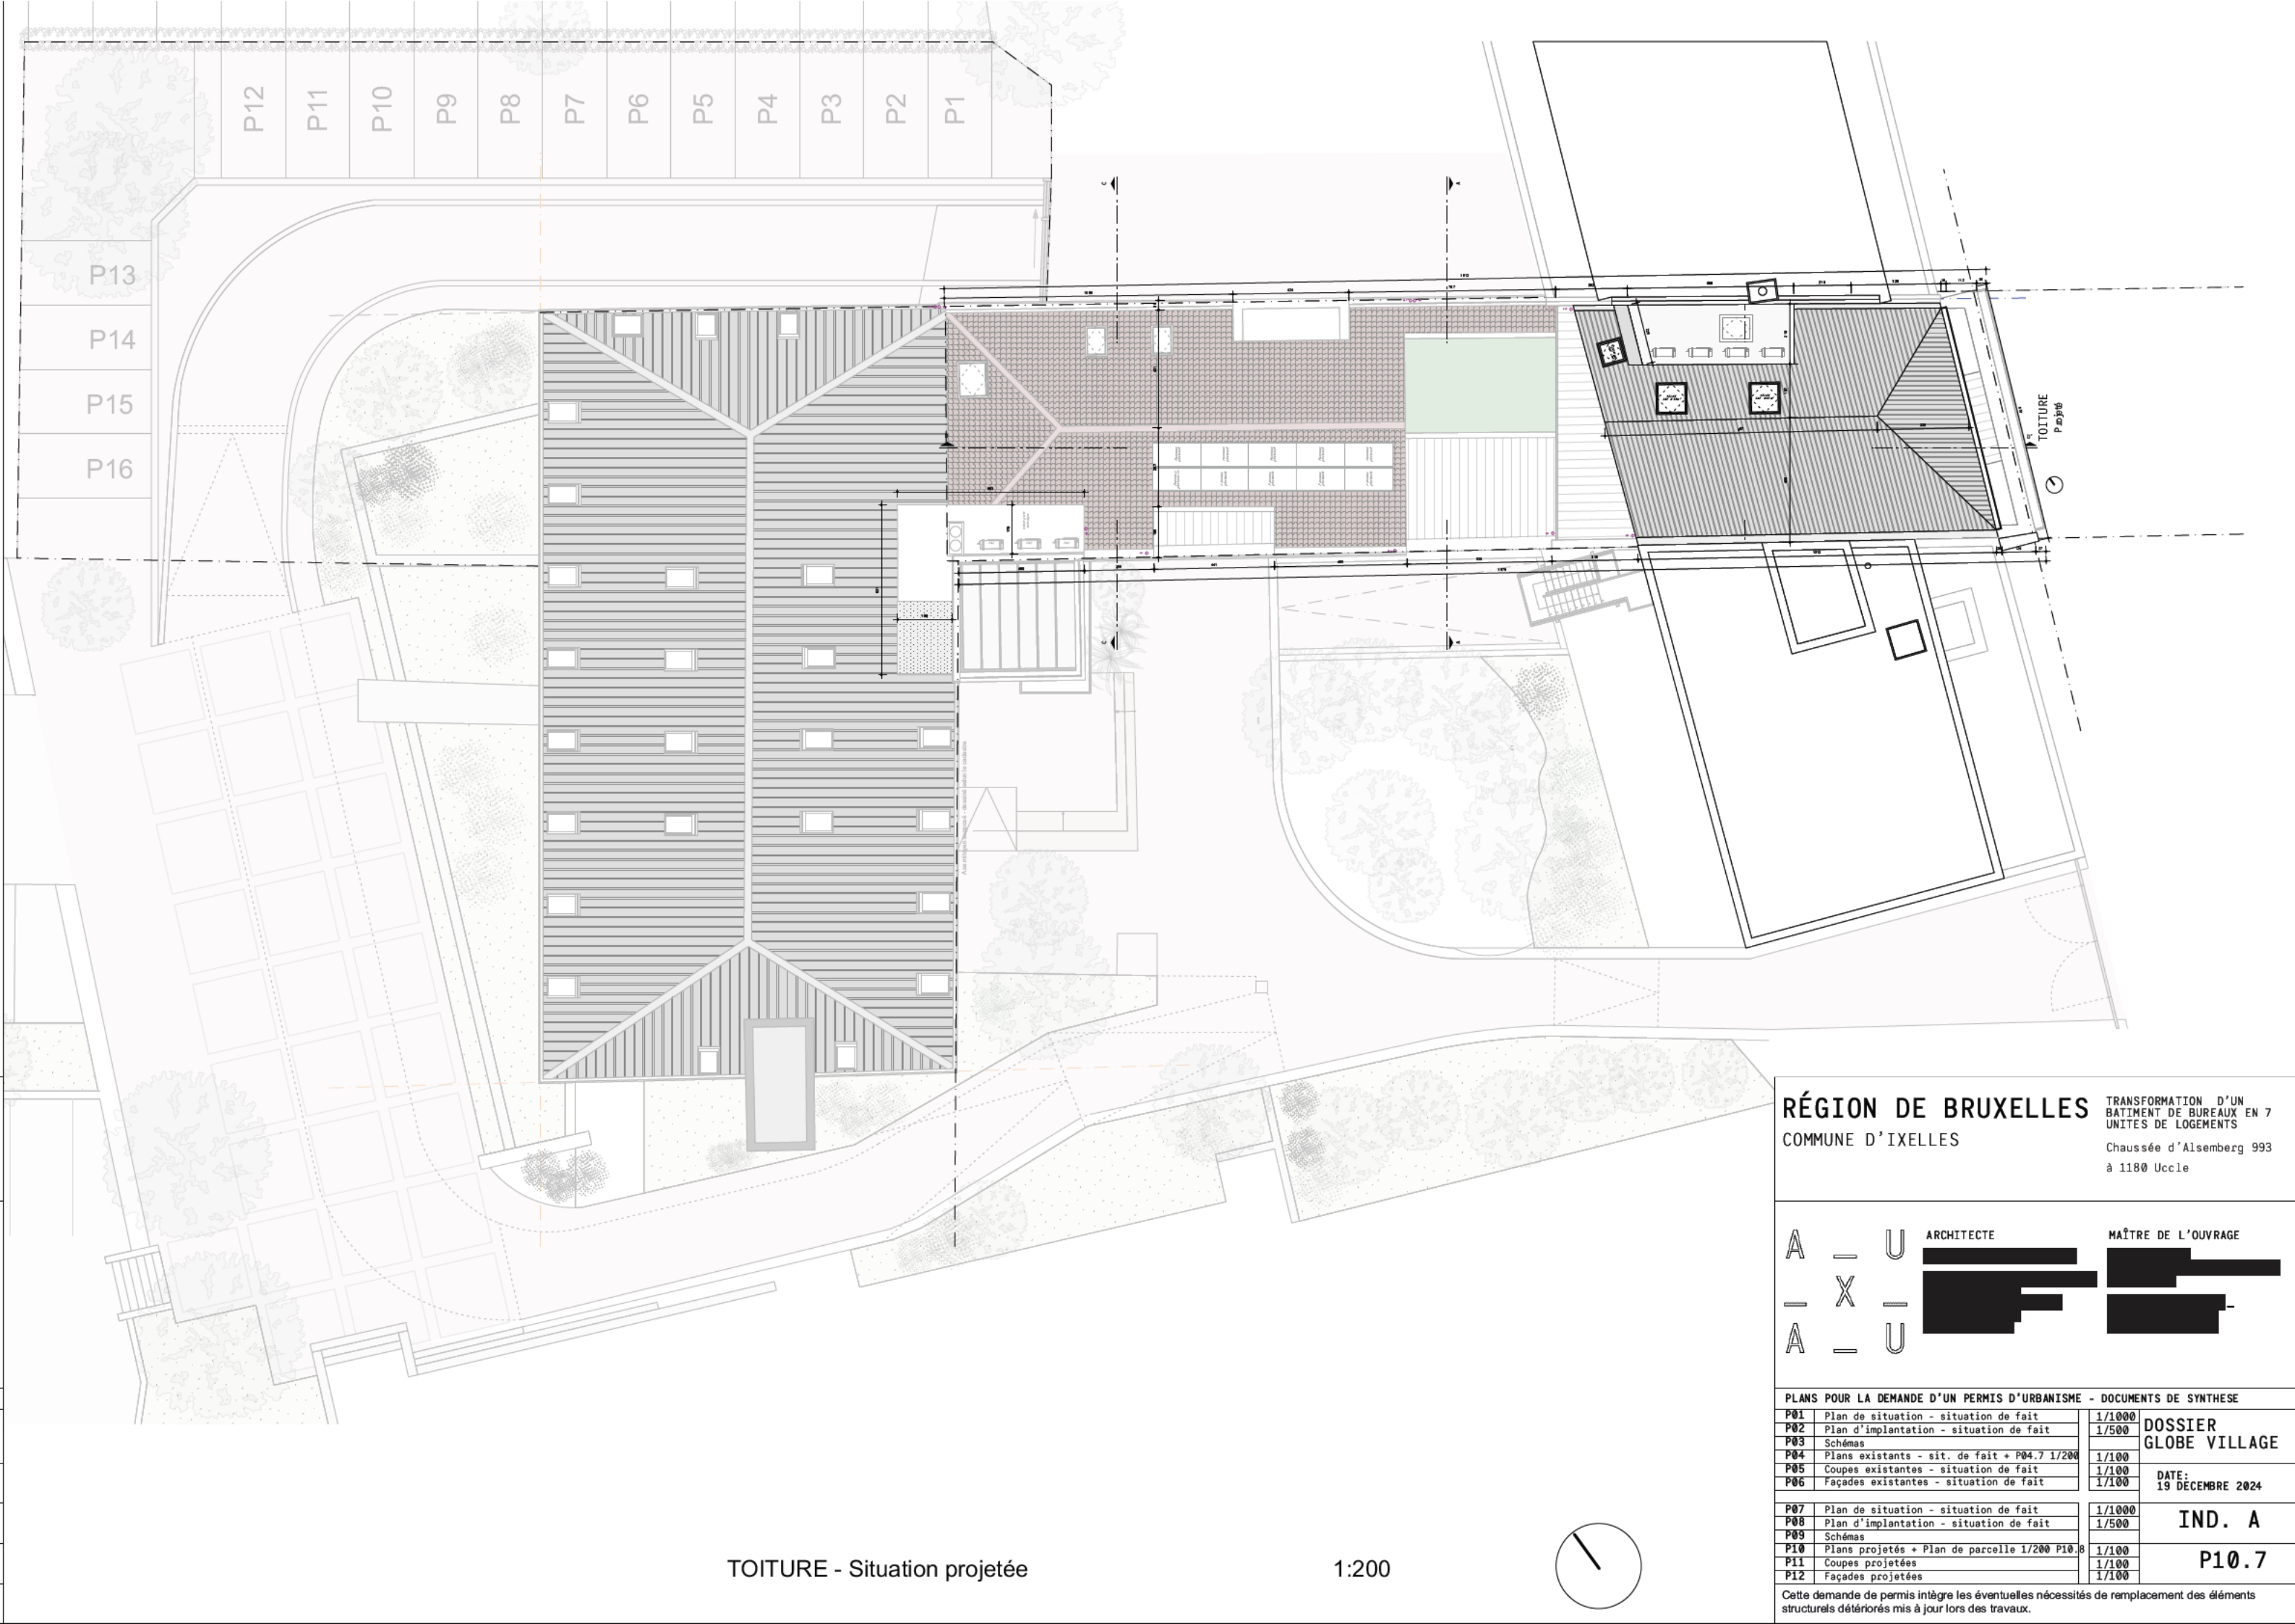 P12
P11
P10
P9
P8
P7
P6
P5
P4
P3
P2
P1
P13
P14
P15
P16
C
A
C
A
TOITURE
Projeté
RÉGION DE BRUXELLES
COMMUNE D'IXELLES
TRANSFORMATION D'UN
BATIMENT DE BUREAUX EN 7
UNITES DE LOGEMENTS
Chaussée d'Alsemberg 993
à 1180 Uccle
A _ U
_ X _
A _ U
ARCHITECTE
MAÎTRE DE L'OUVRAGE
PLANS POUR LA DEMANDE D'UN PERMIS D'URBANISME - DOCUMENTS DE SYNTHESE
P01 Plan de situation - situation de fait 1/1000
P02 Plan d'implantation - situation de fait 1/500
P03 Schémas
P04 Plans existants - sit. de fait + P04.7 1/200 1/100
P05 Coupes existantes - situation de fait 1/100
P06 Façades existantes - situation de fait 1/100
P07 Plan de situation - situation de fait 1/1000
P08 Plan d'implantation - situation de fait 1/500
P09 Schémas
P10 Plans projetés + Plan de parcelle 1/200 P10.8 1/100
P11 Coupes projetées 1/100
P12 Façades projetées 1/100
DOSSIER
GLOBE VILLAGE
DATE:
19 DECEMBRE 2024
IND. A
P10.7
Cette demande de permis intègre les éventuelles nécessités de remplacement des éléments
structurels détériorés mis à jour lors des travaux.
TOITURE - Situation projetée
1:200